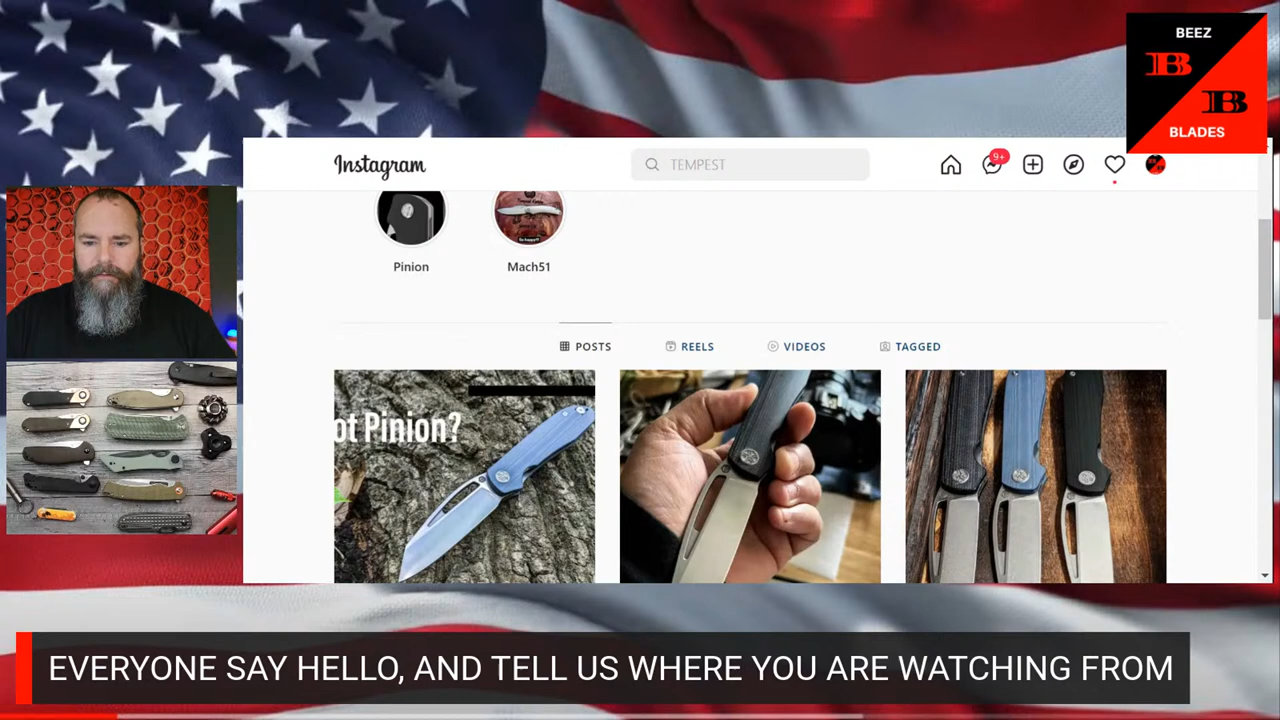 BEEZ
B
B
BLADES
Instagram
TEMPEST
9+
Pinion
Mach51
POSTS
REELS
VIDEOS
TAGGED
ot Pinion?
EVERYONE SAY HELLO, AND TELL US WHERE YOU ARE WATCHING FROM